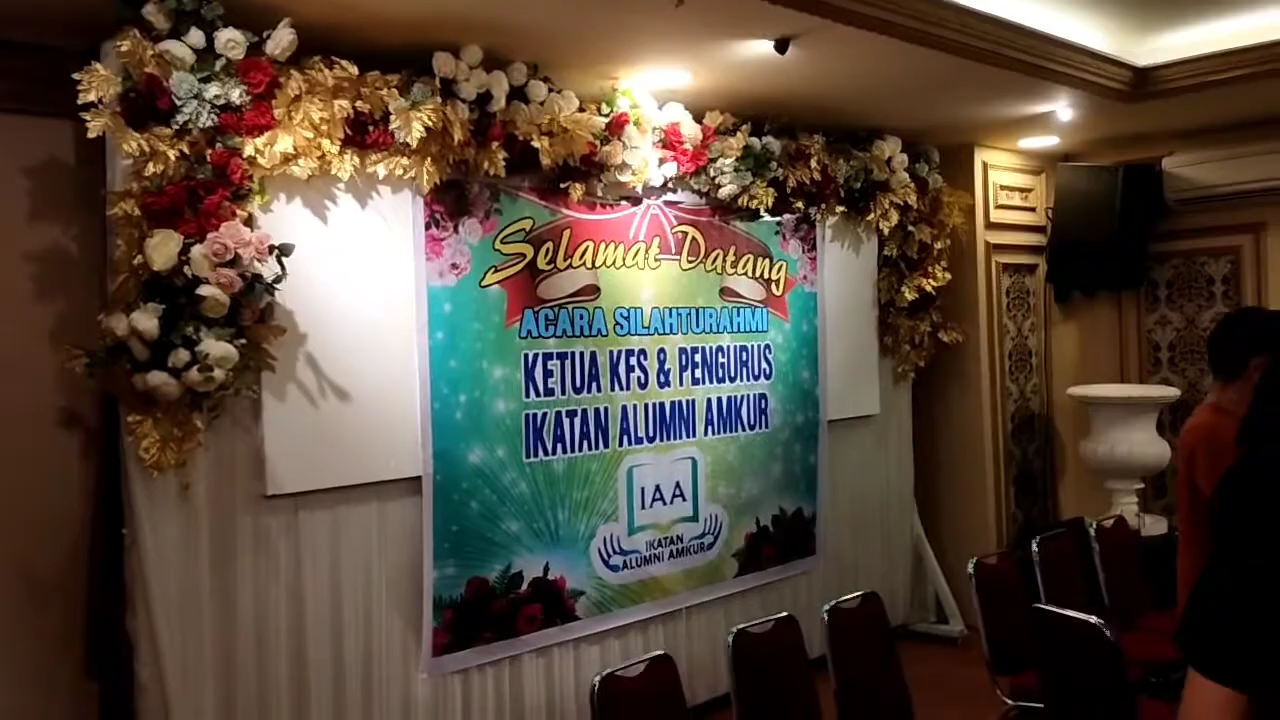 Selamat Datang
ACARA SILAHTURAHMI
KETUA KFS & PENGURUS
IKATAN ALUMNI AMKUR
IAA
IKATAN
ALUMNI AMKUR